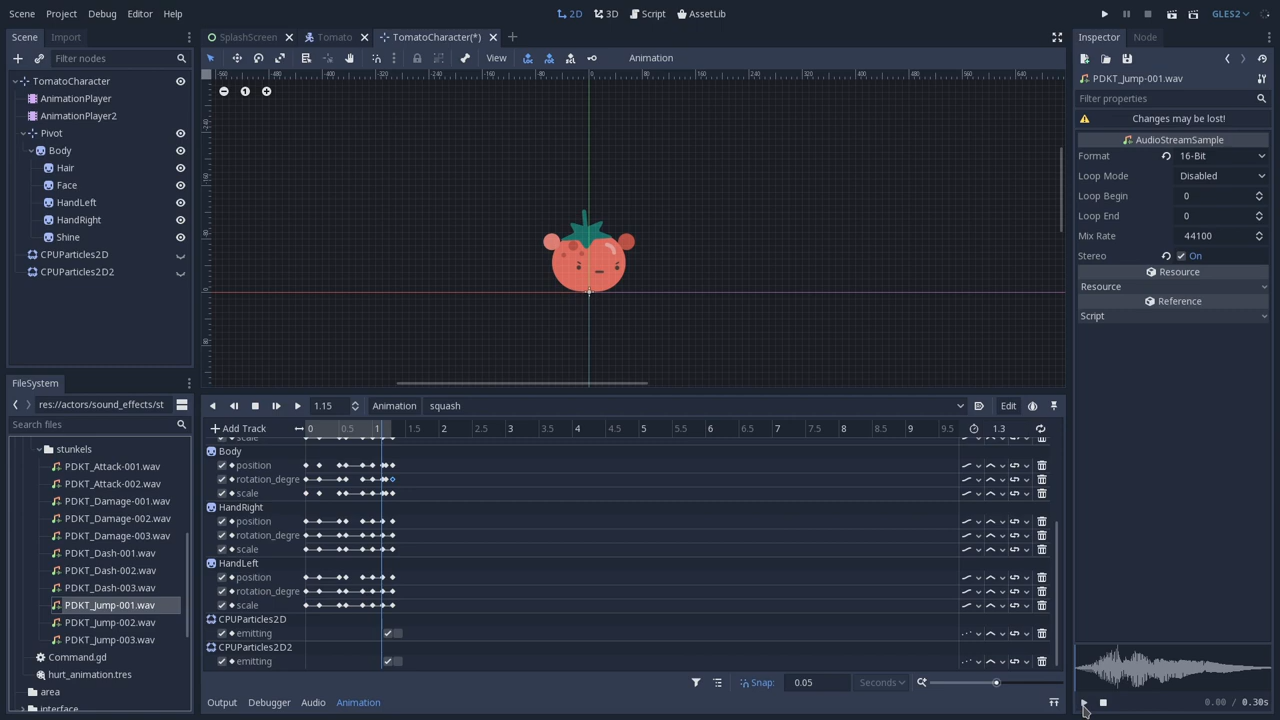 Scene Project Debug Editor Help
2D 3D Script AssetLib
GLES2
Scene Import
SplashScreen Tomato TomatoCharacter(*)
Inspector Node
Filter nodes
View Animation
TomatoCharacter
AnimationPlayer
AnimationPlayer2
Pivot
Body
Hair
Face
HandLeft
HandRight
Shine
CPUParticles2D
CPUParticles2D2
PDKT_Jump-001.wav
Filter properties
Changes may be lost!
AudioStreamSample
Format 16-Bit
Loop Mode Disabled
Loop Begin 0
Loop End 0
Mix Rate 44100
Stereo On
Resource
Resource
Reference
Script
FileSystem
res://actors/sound_effects/st
Search files
stunkels
PDKT_Attack-001.wav
PDKT_Attack-002.wav
PDKT_Damage-001.wav
PDKT_Damage-002.wav
PDKT_Damage-003.wav
PDKT_Dash-001.wav
PDKT_Dash-002.wav
PDKT_Dash-003.wav
PDKT_Jump-001.wav
PDKT_Jump-002.wav
PDKT_Jump-003.wav
Command.gd
hurt_animation.tres
area
interface
1.15 Animation squash Edit
Add Track 0 0.5 1 1.5 2 2.5 3 3.5 4 4.5 5 5.5 6 6.5 7 7.5 8 8.5 9 9.5 1.3
scale
Body
position
rotation_degre
scale
HandRight
position
rotation_degre
scale
HandLeft
position
rotation_degre
scale
CPUParticles2D
emitting
CPUParticles2D2
emitting
Snap: 0.05 Seconds
Output Debugger Audio Animation
0.00 / 0.30s